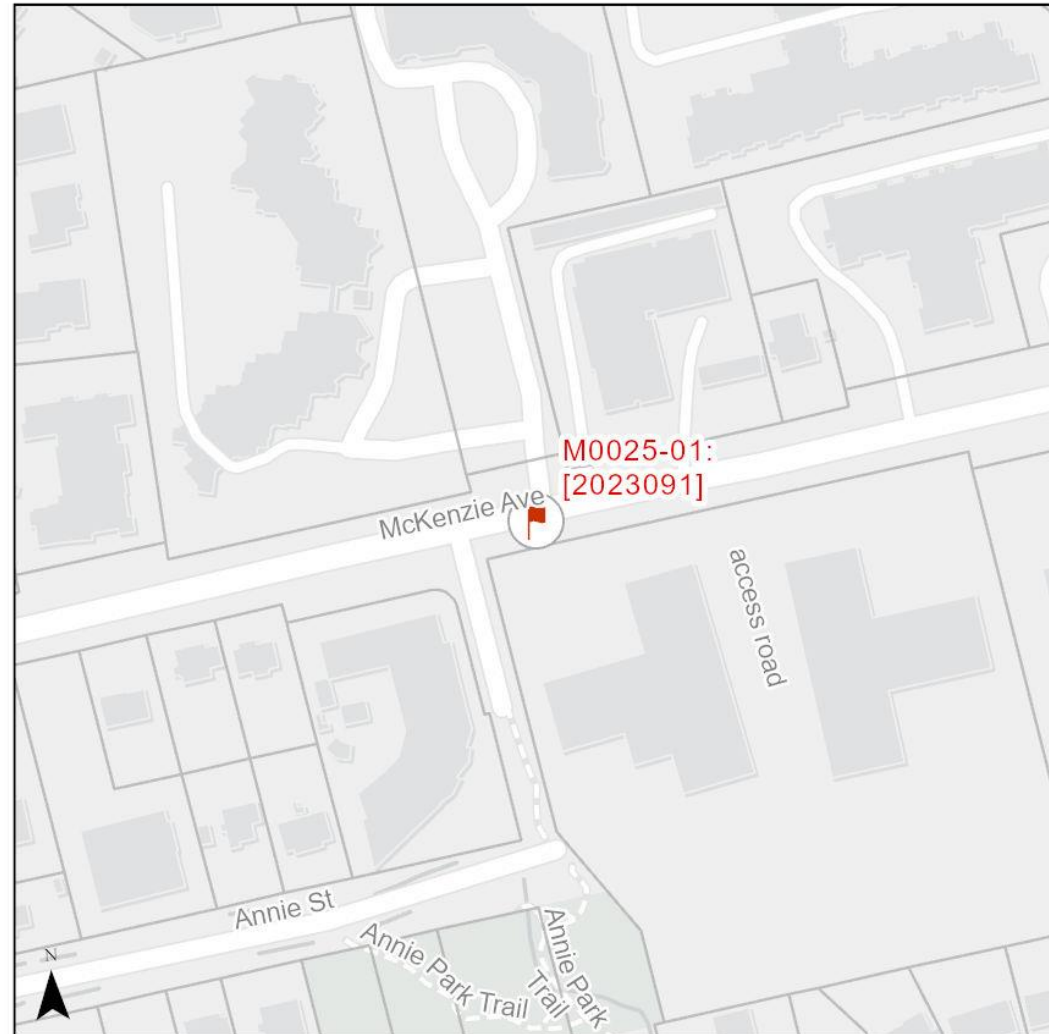 M0025-01:
[2023091]
McKenzie Ave
access road
Annie St
Annie Park Trail
Annie Park
Trail
N